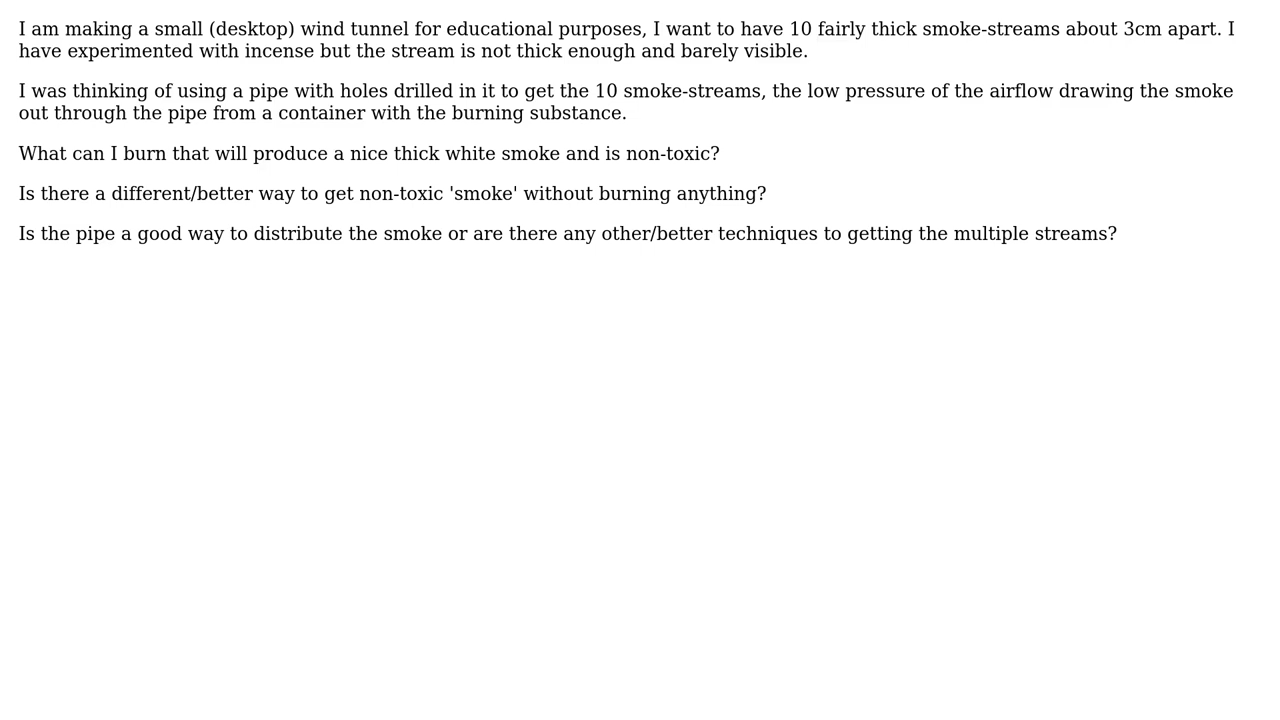 I am making a small (desktop) wind tunnel for educational purposes, I want to have 10 fairly thick smoke-streams about 3cm apart. I
have experimented with incense but the stream is not thick enough and barely visible.
I was thinking of using a pipe with holes drilled in it to get the 10 smoke-streams, the low pressure of the airflow drawing the smoke
out through the pipe from a container with the burning substance.
What can I burn that will produce a nice thick white smoke and is non-toxic?
Is there a different/better way to get non-toxic 'smoke' without burning anything?
Is the pipe a good way to distribute the smoke or are there any other/better techniques to getting the multiple streams?